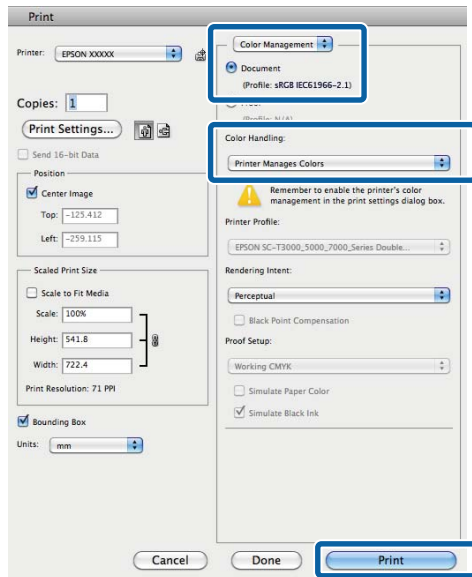 Print
Printer: EPSON XXXXX
Copies: 1
Print Settings...
Send 16-bit Data
Position
Center Image
Top: -125.412
Left: -259.115
Scaled Print Size
Scale to Fit Media
Scale: 100%
Height: 541.8
Width: 722.4
Print Resolution: 71 PPI
Bounding Box
Units: mm
Color Management
Document
(Profile: sRGB IEC61966-2.1)
Color Handling:
Printer Manages Colors
Remember to enable the printer's color
management in the print settings dialog box.
Printer Profile:
EPSON SC-T3000_5000_7000_Series Double...
Rendering Intent:
Perceptual
Black Point Compensation
Proof Setup:
Working CMYK
Simulate Paper Color
Simulate Black Ink
Cancel
Done
Print